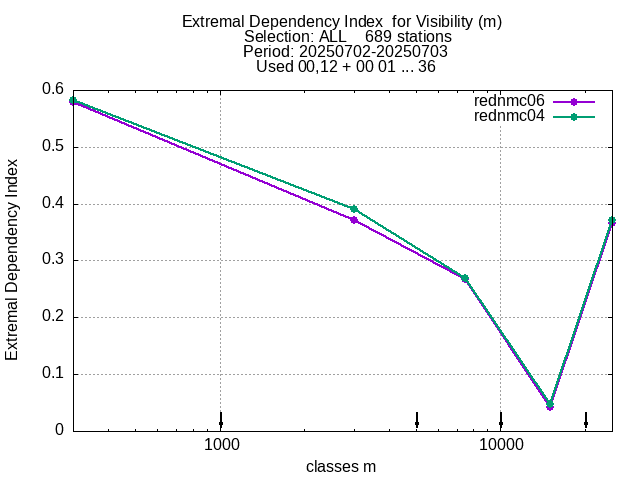 Extremal Dependency Index  for Visibility (m)
Selection: ALL    689 stations
Period: 20250702-20250703
Used 00,12 + 00 01 ... 36
rednmc06
rednmc04
0.6
0.5
0.4
0.3
0.2
0.1
0
Extremal Dependency Index
1000
10000
classes m